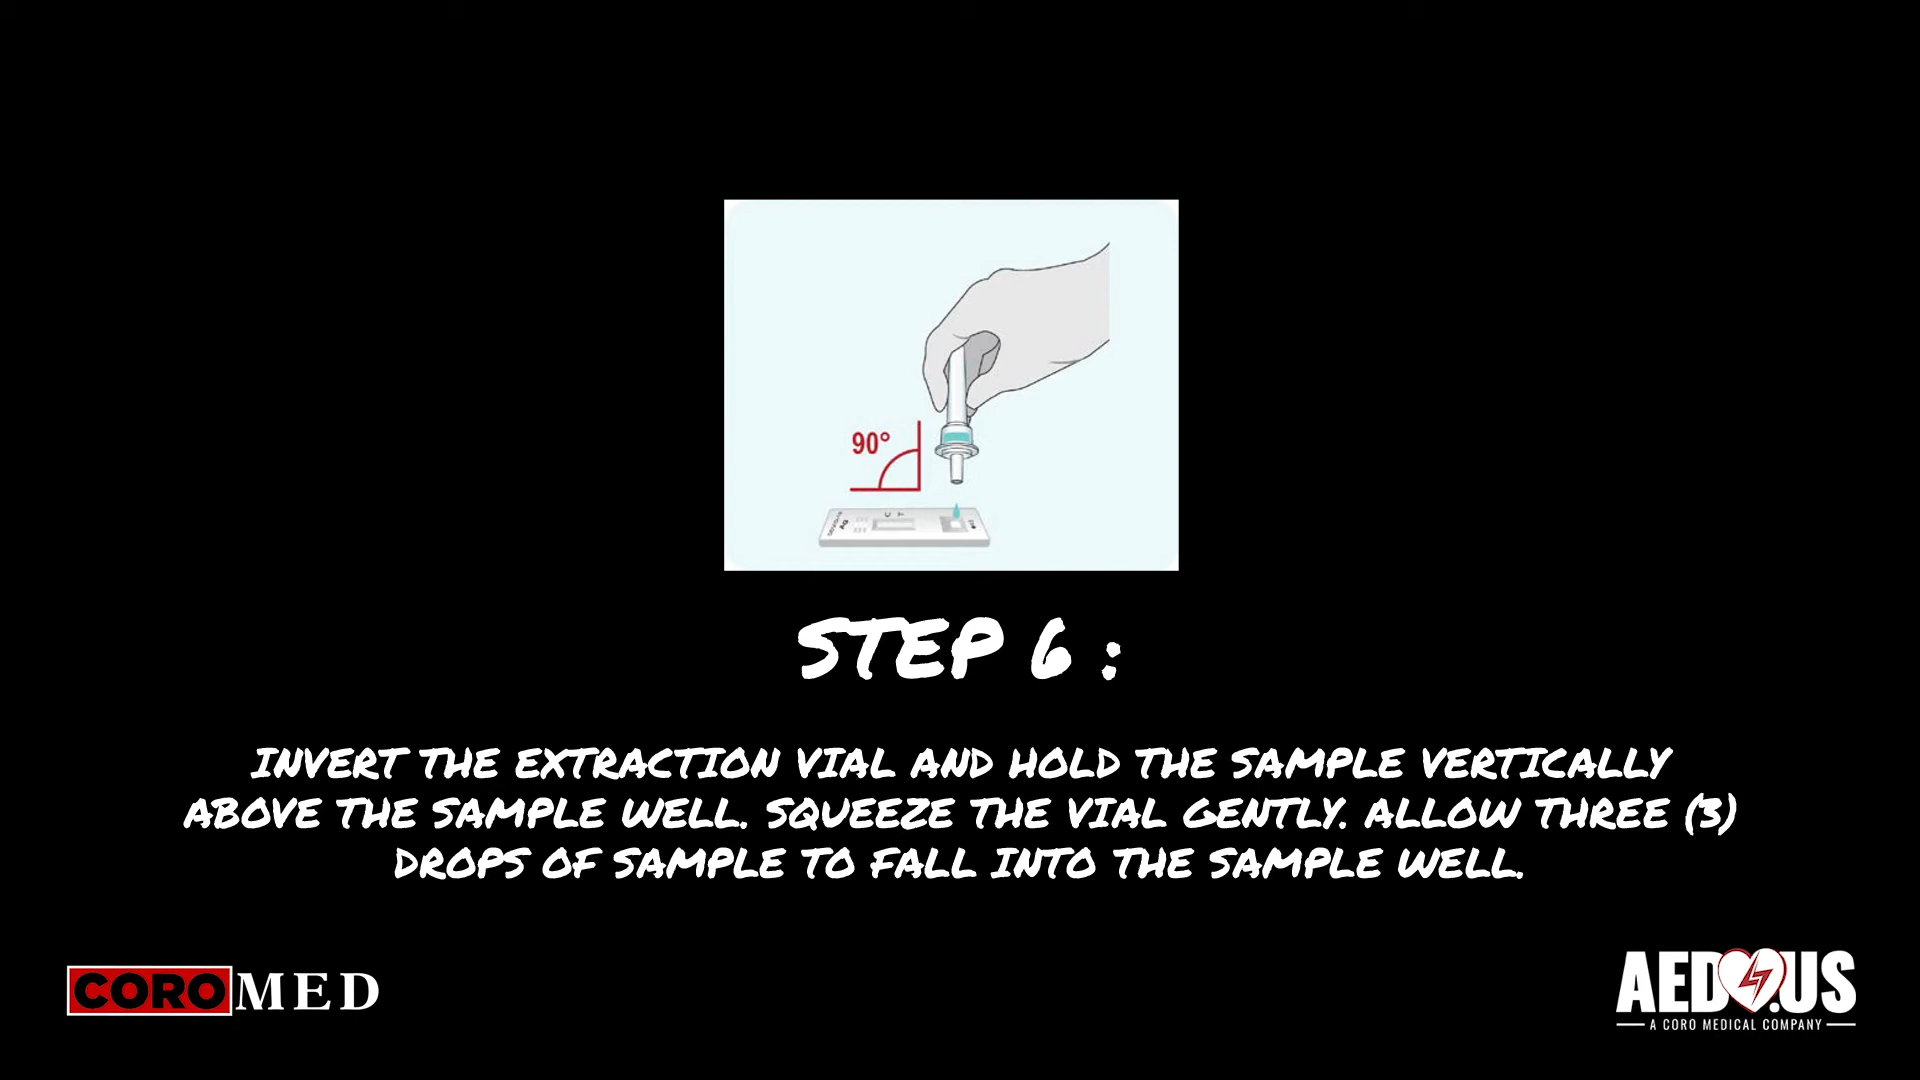 90°
C T
AG
STEP 6 :
INVERT THE EXTRACTION VIAL AND HOLD THE SAMPLE VERTICALLY
ABOVE THE SAMPLE WELL. SQUEEZE THE VIAL GENTLY. ALLOW THREE (3)
DROPS OF SAMPLE TO FALL INTO THE SAMPLE WELL.
COROMED
AED.US
A CORO MEDICAL COMPANY